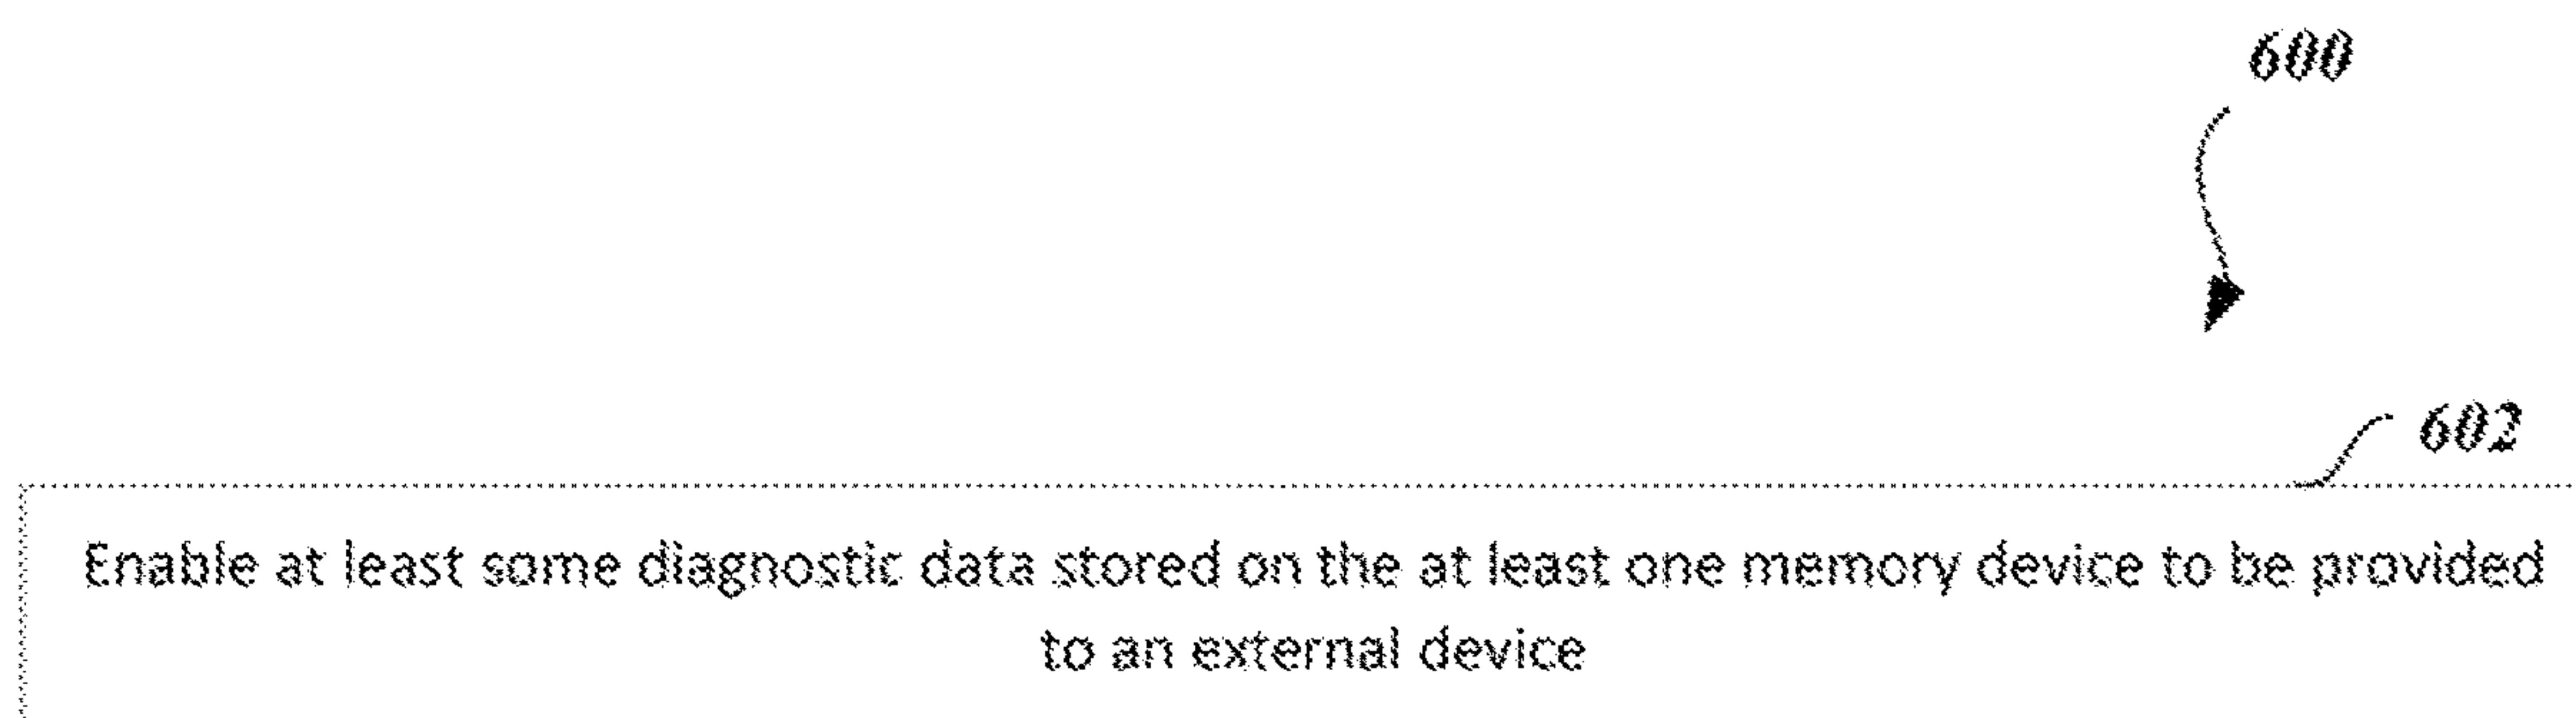 600
602
Enable at least some diagnostic data stored on the at least one memory device to be provided
to an external device